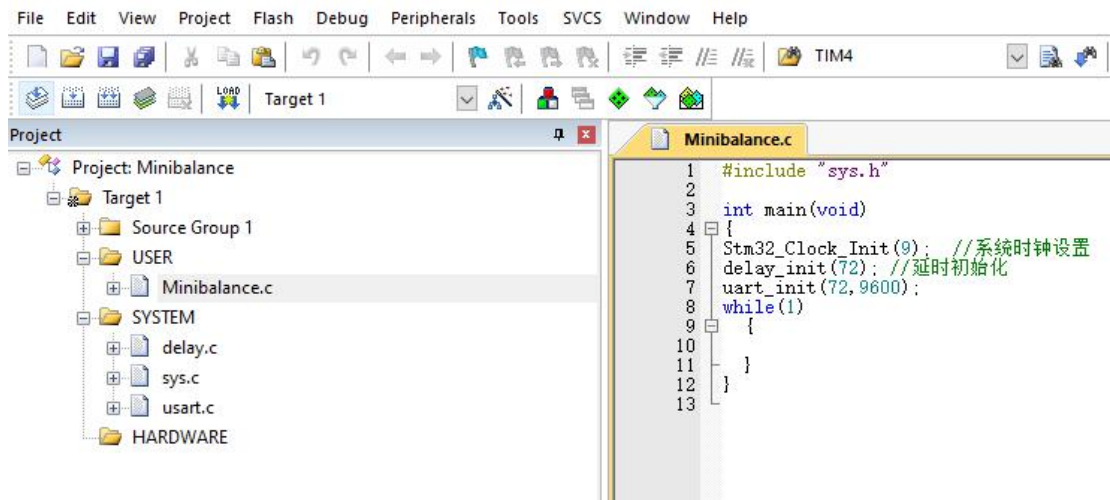 File Edit View Project Flash Debug Peripherals Tools SVCS Window Help
TIM4
LOAD Target 1
Project
Project: Minibalance
Target 1
Source Group 1
USER
Minibalance.c
SYSTEM
delay.c
sys.c
usart.c
HARDWARE
Minibalance.c
1 #include "sys.h"
2
3 int main(void)
4 {
5 Stm32_Clock_Init(9); //系统时钟设置
6 delay_init(72); //延时初始化
7 uart_init(72,9600);
8 while(1)
9 {
10
11 }
12 }
13